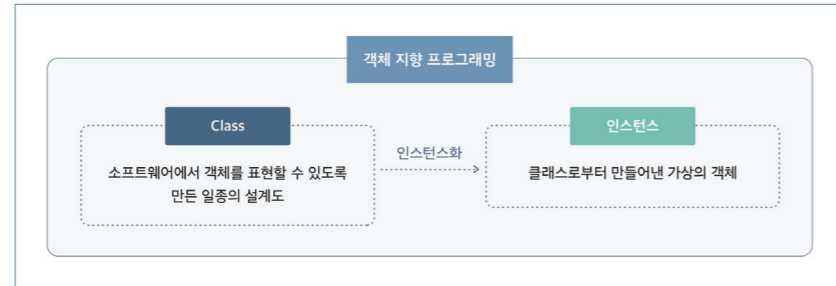 객체 지향 프로그래밍
Class
소프트웨어에서 객체를 표현할 수 있도록
만든 일종의 설계도
인스턴스화
인스턴스
클래스로부터 만들어낸 가상의 객체